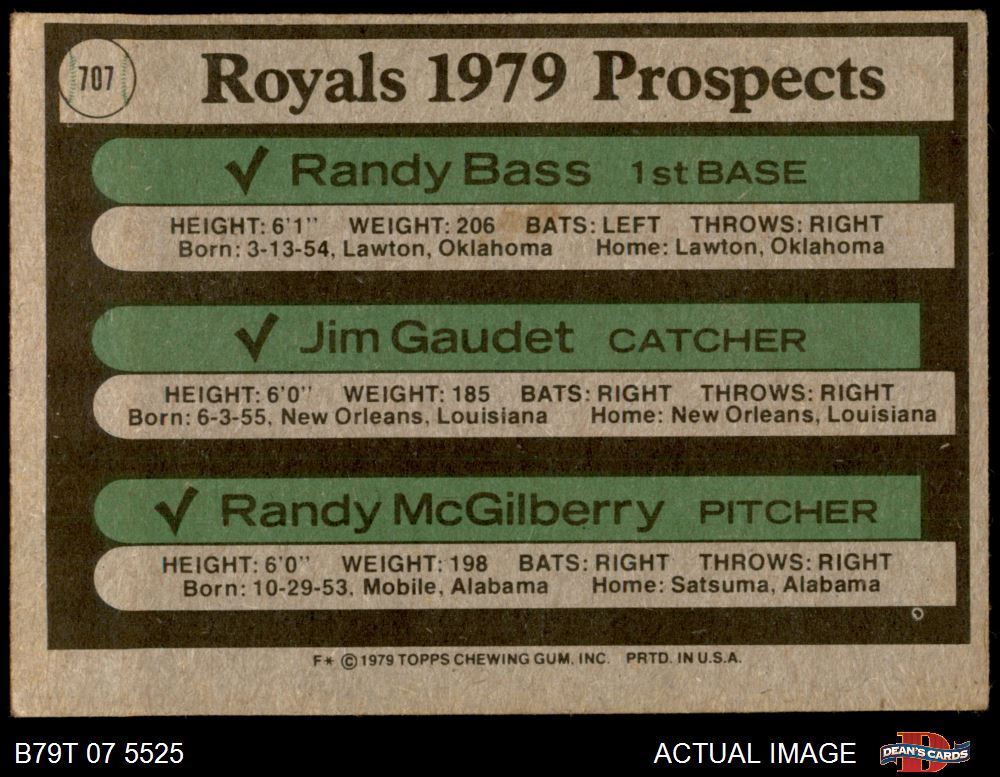 707
Royals 1979 Prospects
✓ Randy Bass 1st BASE
HEIGHT: 6'1" WEIGHT: 206 BATS: LEFT THROWS: RIGHT
Born: 3-13-54, Lawton, Oklahoma Home: Lawton, Oklahoma
✓ Jim Gaudet CATCHER
HEIGHT: 6'0" WEIGHT: 185 BATS: RIGHT THROWS: RIGHT
Born: 6-3-55, New Orleans, Louisiana Home: New Orleans, Louisiana
✓ Randy McGilberry PITCHER
HEIGHT: 6'0" WEIGHT: 198 BATS: RIGHT THROWS: RIGHT
Born: 10-29-53, Mobile, Alabama Home: Satsuma, Alabama
F* © 1979 TOPPS CHEWING GUM, INC. PRTD. IN U.S.A.
B79T 07 5525 ACTUAL IMAGE D DEAN'S CARDS